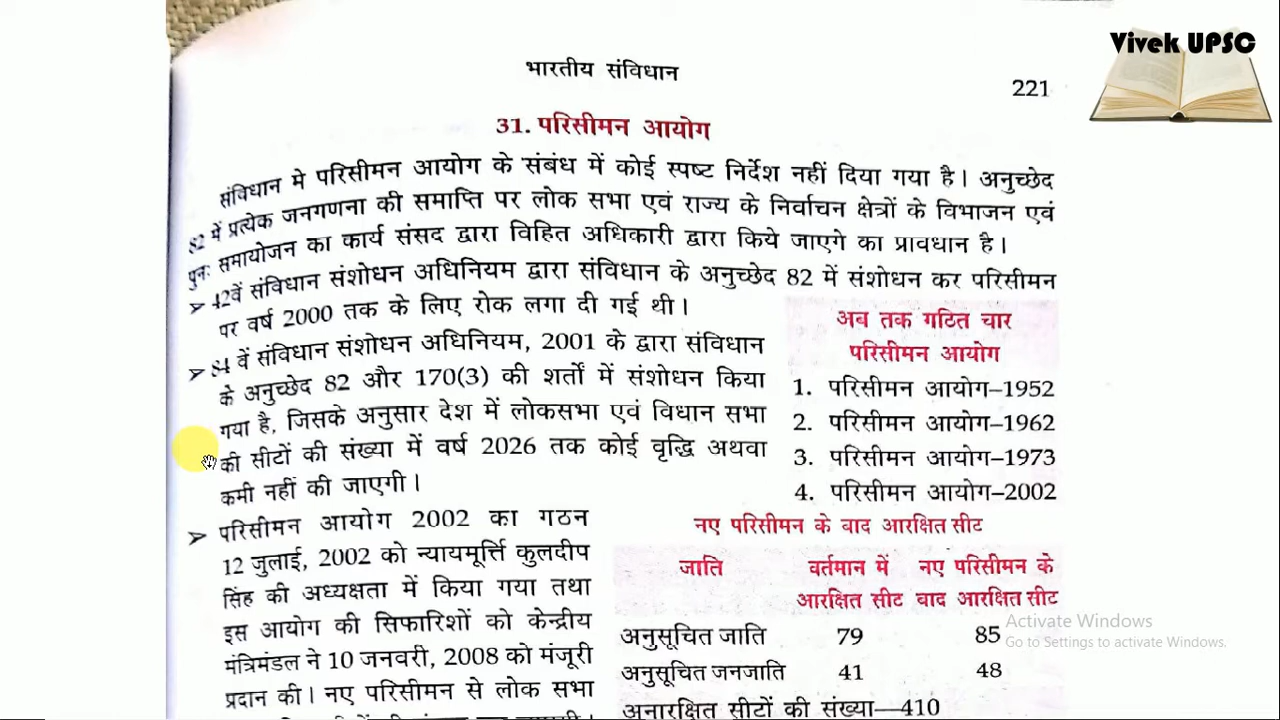 Vivek UPSC
भारतीय संविधान
221
31. परिसीमन आयोग
संविधान मे परिसीमन आयोग के संबंध में कोई स्पष्ट निर्देश नहीं दिया गया है। अनुच्छेद
82 में प्रत्येक जनगणना की समाप्ति पर लोक सभा एवं राज्य के निर्वाचन क्षेत्रों के विभाजन एवं
पुनः समायोजन का कार्य संसद द्वारा विहित अधिकारी द्वारा किये जाएगे का प्रावधान है।
➤ 42वें संविधान संशोधन अधिनियम द्वारा संविधान के अनुच्छेद 82 में संशोधन कर परिसीमन
पर वर्ष 2000 तक के लिए रोक लगा दी गई थी।
➤ 84 वें संविधान संशोधन अधिनियम, 2001 के द्वारा संविधान
के अनुच्छेद 82 और 170(3) की शर्तों में संशोधन किया
गया है, जिसके अनुसार देश में लोकसभा एवं विधान सभा
की सीटों की संख्या में वर्ष 2026 तक कोई वृद्धि अथवा
कमी नहीं की जाएगी।
अब तक गठित चार
परिसीमन आयोग
1. परिसीमन आयोग–1952
2. परिसीमन आयोग–1962
3. परिसीमन आयोग–1973
4. परिसीमन आयोग–2002
➤ परिसीमन आयोग 2002 का गठन
12 जुलाई, 2002 को न्यायमूर्त्ति कुलदीप
सिंह की अध्यक्षता में किया गया तथा
इस आयोग की सिफारिशों को केन्द्रीय
मंत्रिमंडल ने 10 जनवरी, 2008 को मंजूरी
प्रदान की। नए परिसीमन से लोक सभा
नए परिसीमन के बाद आरक्षित सीट
जाति वर्तमान में नए परिसीमन के
आरक्षित सीट बाद आरक्षित सीट
अनुसूचित जाति 79 85
अनुसूचित जनजाति 41 48
अनारक्षित सीटों की संख्या—410
Activate Windows
Go to Settings to activate Windows.